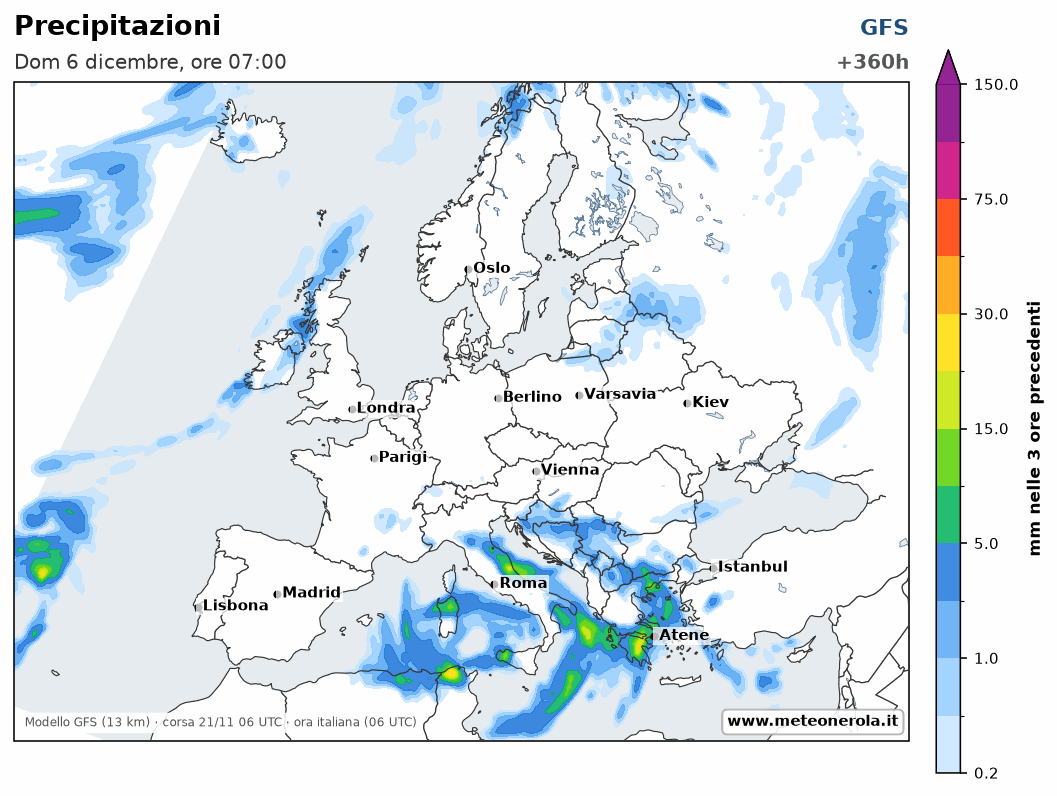 Precipitazioni
GFS
Dom 6 dicembre, ore 07:00
+360h
150.0
75.0
30.0
15.0
5.0
1.0
0.2
mm nelle 3 ore precedenti
Oslo
Berlino
Varsavia
Kiev
Londra
Parigi
Vienna
Istanbul
Roma
Madrid
Lisbona
Atene
Modello GFS (13 km) · corsa 21/11 06 UTC · ora italiana (06 UTC)
www.meteonerola.it